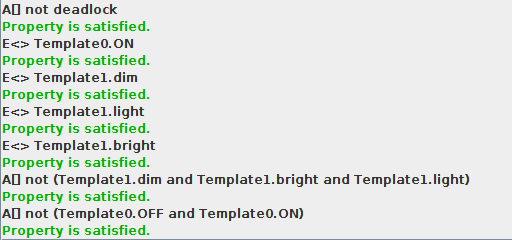 A[] not deadlock
Property is satisfied.
E<> Template0.ON
Property is satisfied.
E<> Template1.dim
Property is satisfied.
E<> Template1.light
Property is satisfied.
E<> Template1.bright
Property is satisfied.
A[] not (Template1.dim and Template1.bright and Template1.light)
Property is satisfied.
A[] not (Template0.OFF and Template0.ON)
Property is satisfied.